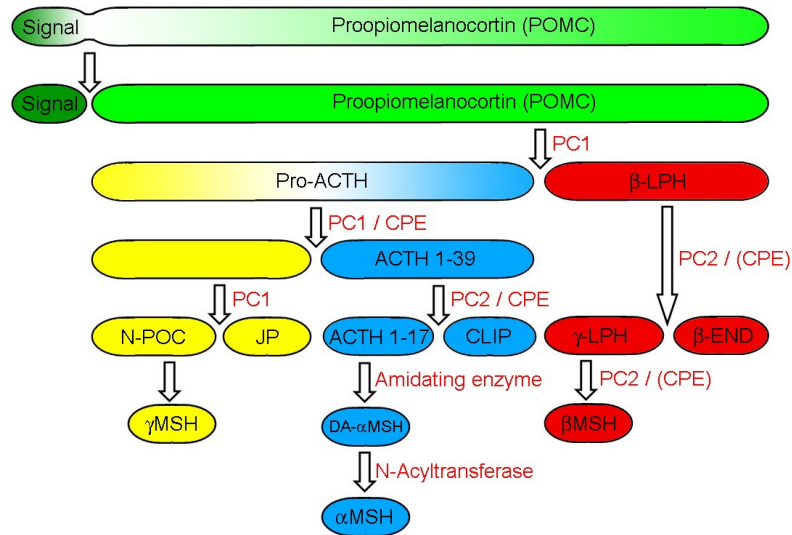 Signal Proopiomelanocortin (POMC)
Signal Proopiomelanocortin (POMC)
PC1
Pro-ACTH β-LPH
PC1 / CPE
ACTH 1-39 PC2 / (CPE)
PC1 PC2 / CPE
N-POC JP ACTH 1-17 CLIP γ-LPH β-END
Amidating enzyme PC2 / (CPE)
γMSH DA-αMSH βMSH
N-Acyltransferase
αMSH